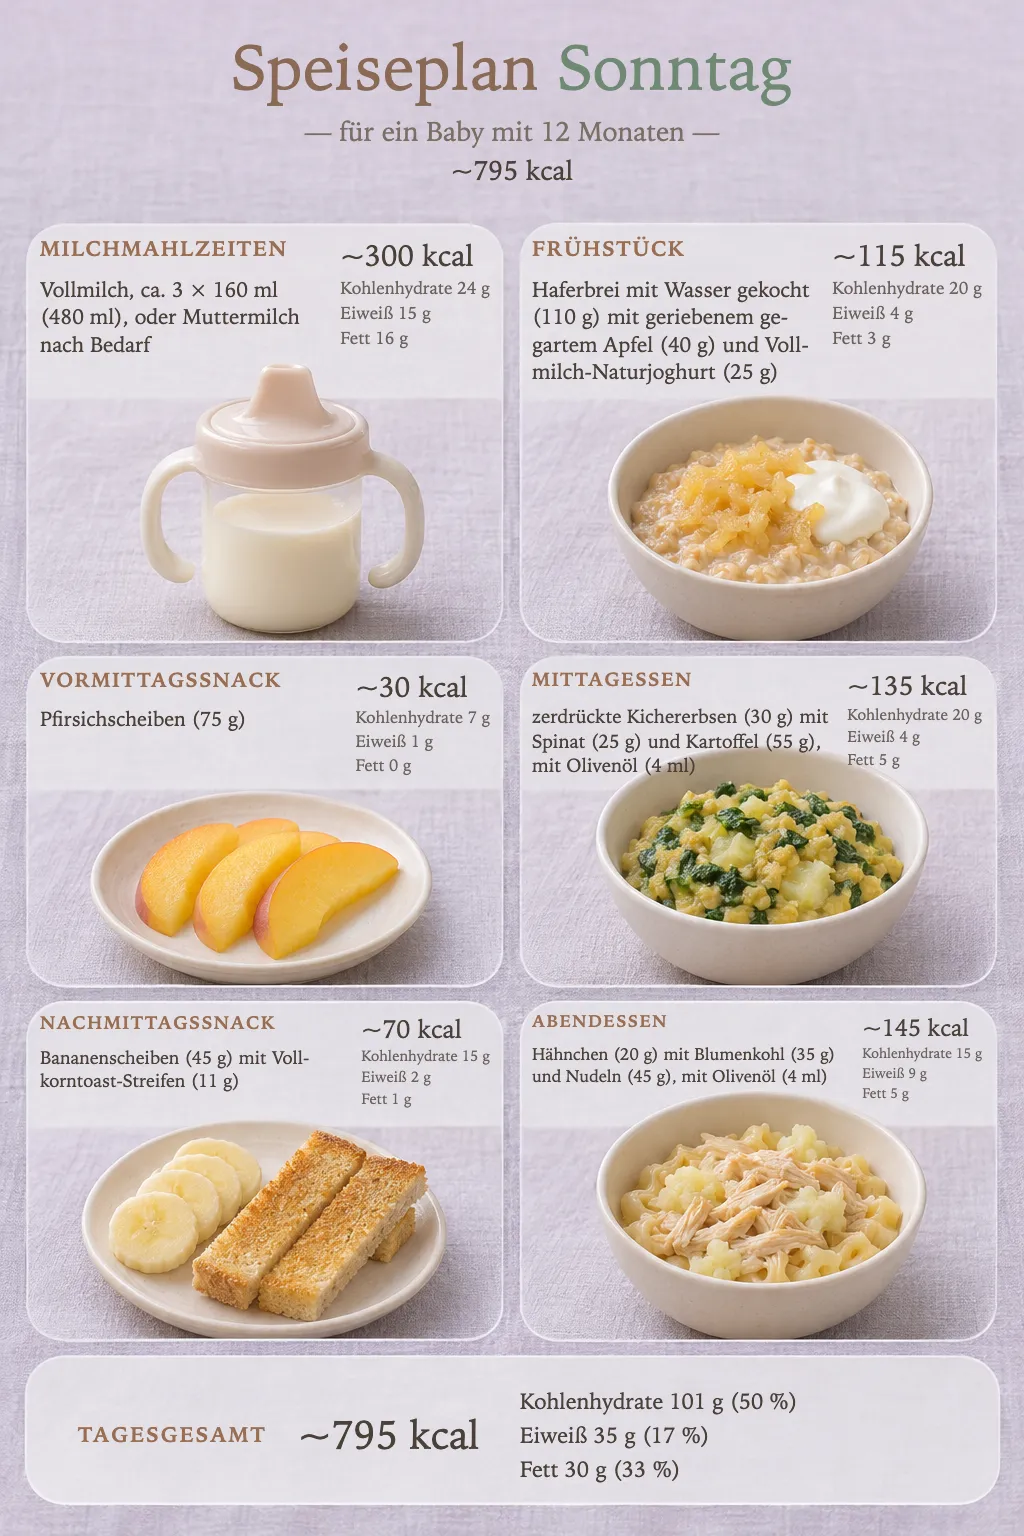 Speiseplan Sonntag
— für ein Baby mit 12 Monaten —
~795 kcal
MILCHMAHLZEITEN
Vollmilch, ca. 3 × 160 ml
(480 ml), oder Muttermilch
nach Bedarf
~300 kcal
Kohlenhydrate 24 g
Eiweiß 15 g
Fett 16 g
FRÜHSTÜCK
Haferbrei mit Wasser gekocht
(110 g) mit geriebenem ge-
gartem Apfel (40 g) und Voll-
milch-Naturjoghurt (25 g)
~115 kcal
Kohlenhydrate 20 g
Eiweiß 4 g
Fett 3 g
VORMITTAGSSNACK
Pfirsichscheiben (75 g)
~30 kcal
Kohlenhydrate 7 g
Eiweiß 1 g
Fett 0 g
MITTAGESSEN
zerdrückte Kichererbsen (30 g) mit
Spinat (25 g) und Kartoffel (55 g),
mit Olivenöl (4 ml)
~135 kcal
Kohlenhydrate 20 g
Eiweiß 4 g
Fett 5 g
NACHMITTAGSSNACK
Bananenscheiben (45 g) mit Voll-
korntoast-Streifen (11 g)
~70 kcal
Kohlenhydrate 15 g
Eiweiß 2 g
Fett 1 g
ABENDESSEN
Hähnchen (20 g) mit Blumenkohl (35 g)
und Nudeln (45 g), mit Olivenöl (4 ml)
~145 kcal
Kohlenhydrate 15 g
Eiweiß 9 g
Fett 5 g
TAGESGESAMT
~795 kcal
Kohlenhydrate 101 g (50 %)
Eiweiß 35 g (17 %)
Fett 30 g (33 %)